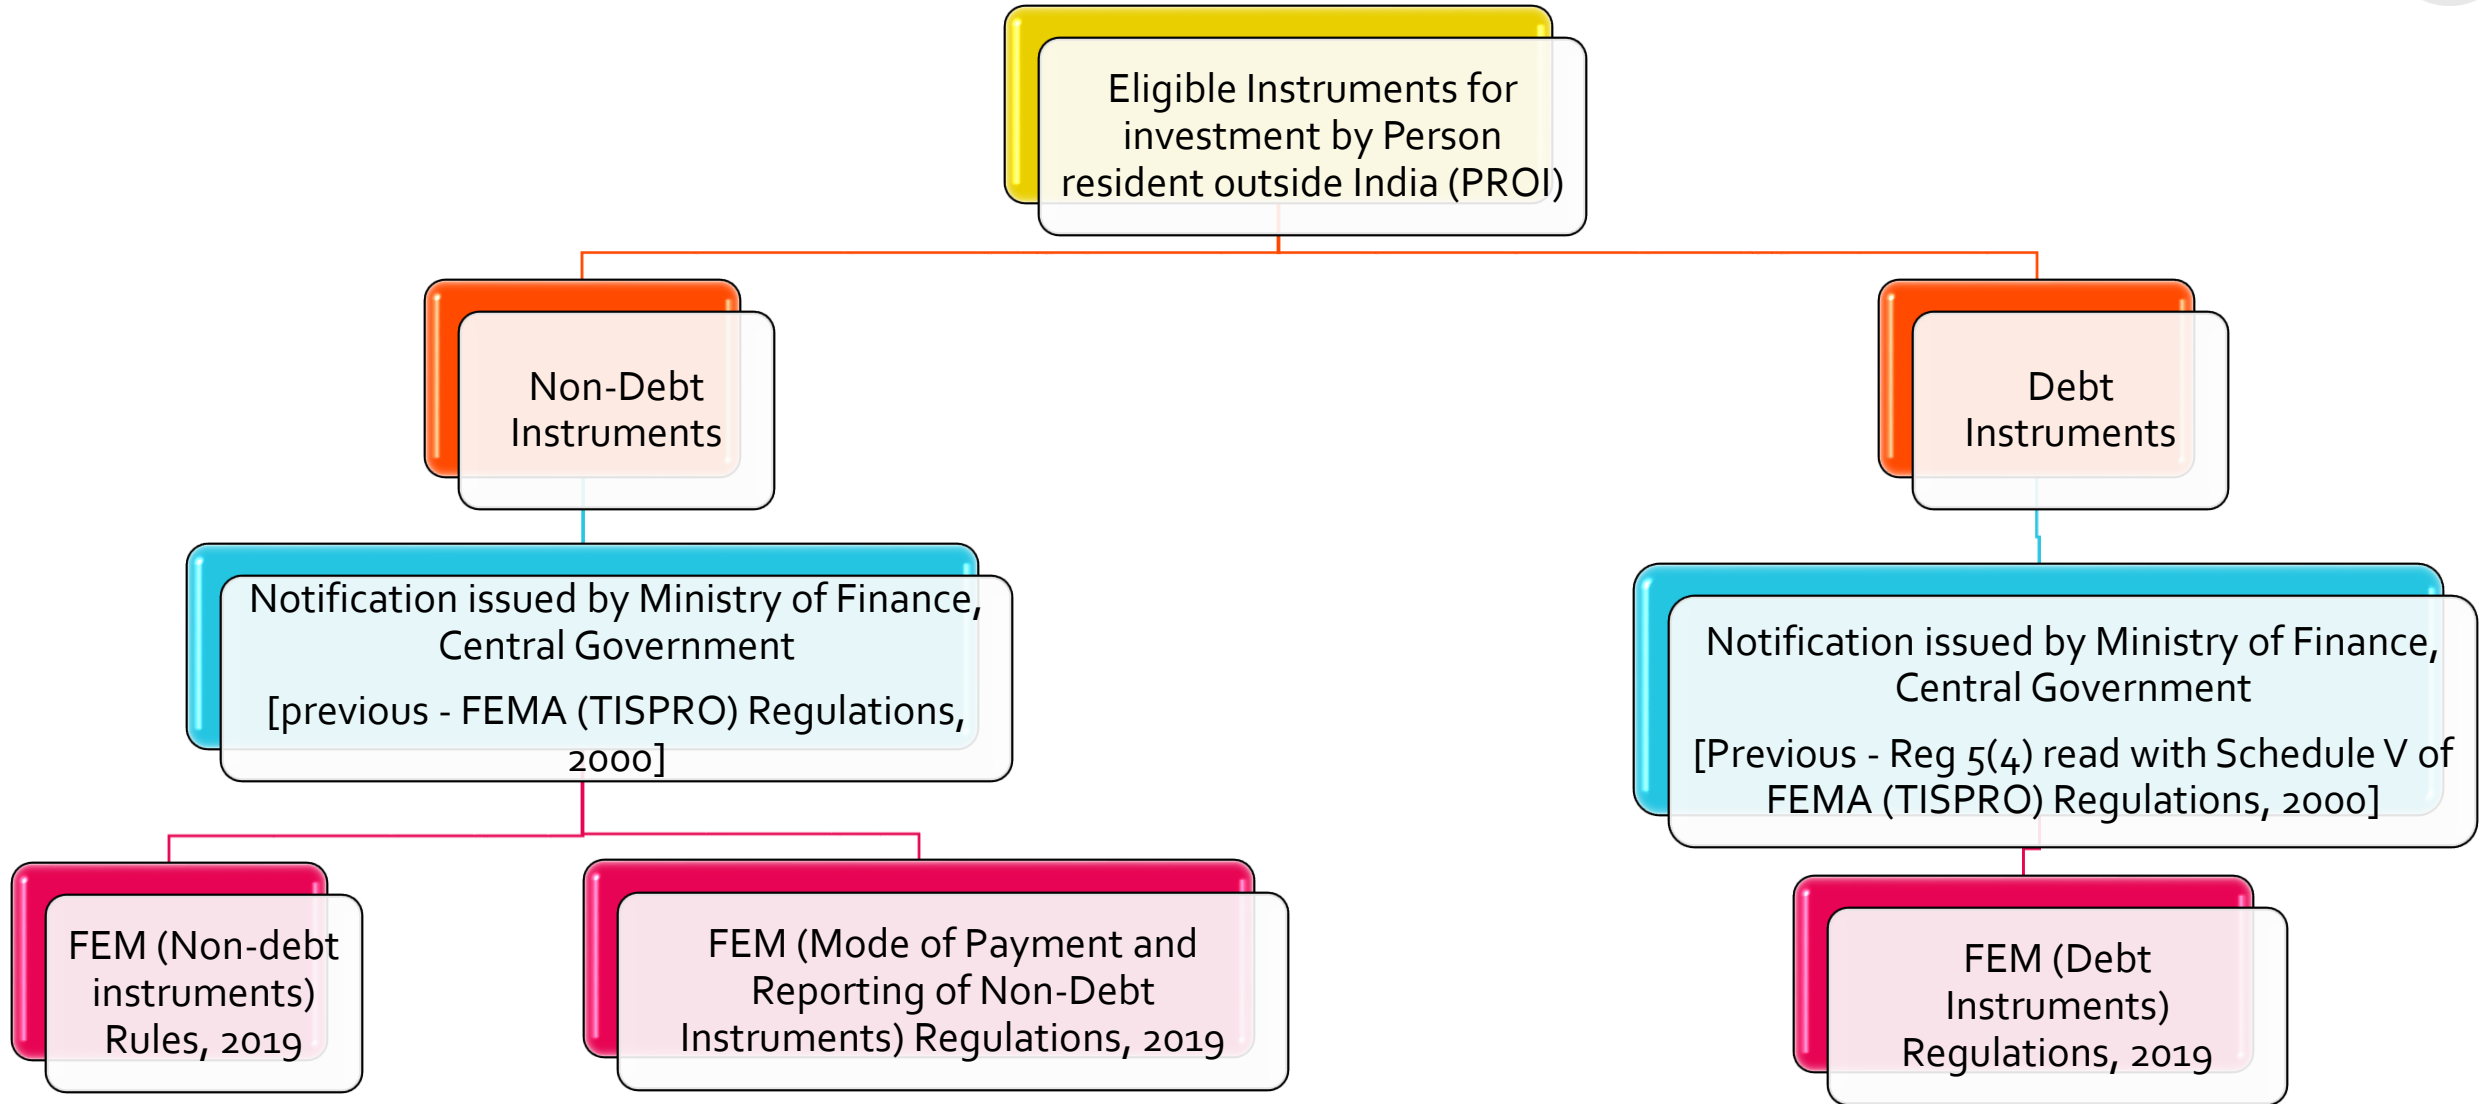 Eligible Instruments for
investment by Person
resident outside India (PROI)
Non-Debt
Instruments
Debt
Instruments
Notification issued by Ministry of Finance,
Central Government
[previous - FEMA (TISPRO) Regulations,
2000]
Notification issued by Ministry of Finance,
Central Government
[Previous - Reg 5(4) read with Schedule V of
FEMA (TISPRO) Regulations, 2000]
FEM (Non-debt
instruments)
Rules, 2019
FEM (Mode of Payment and
Reporting of Non-Debt
Instruments) Regulations, 2019
FEM (Debt
Instruments)
Regulations, 2019